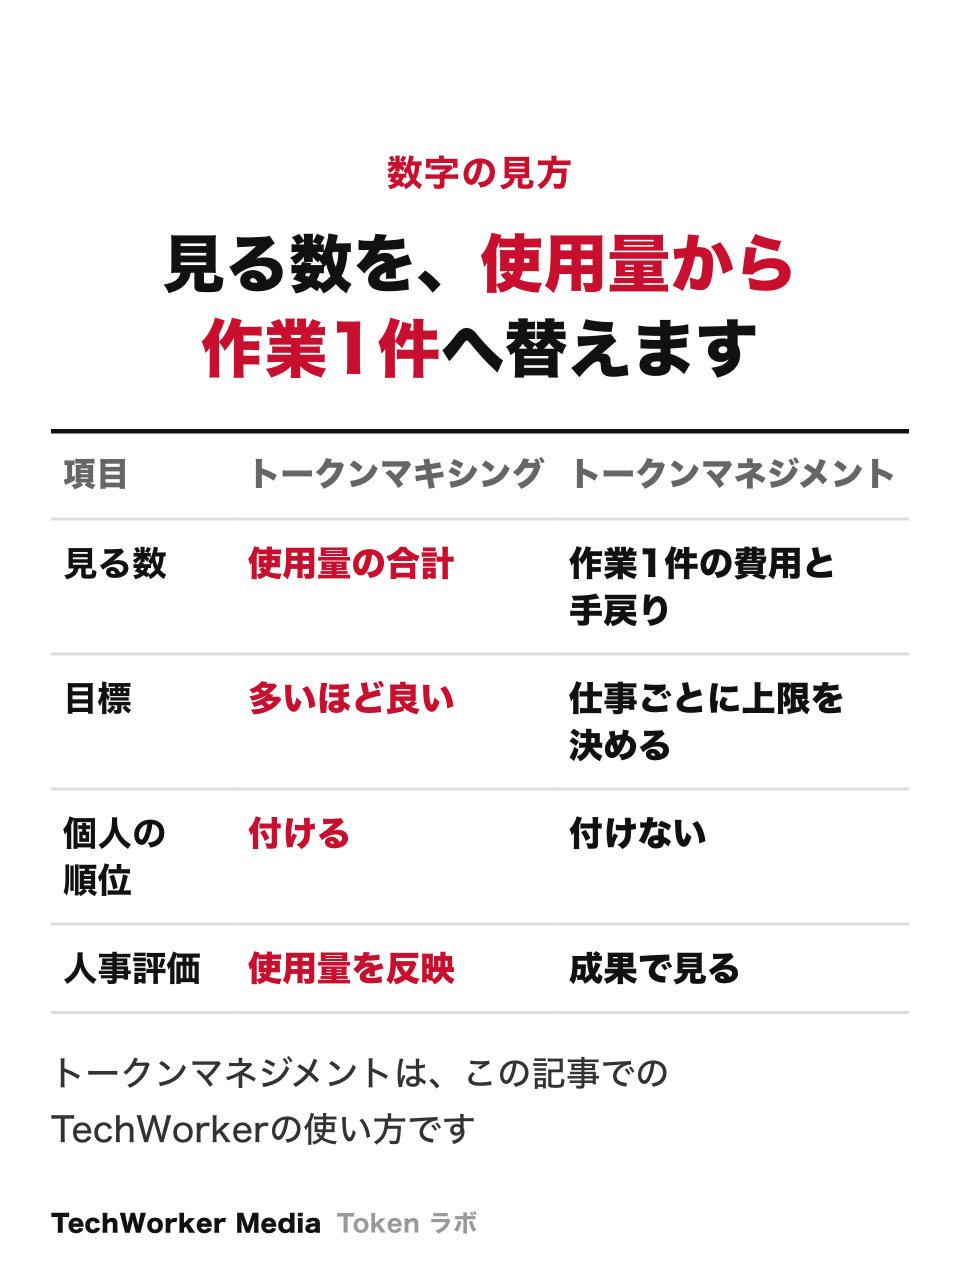 数字の見方
見る数を、使用量から
作業1件へ替えます
項目 トークンマキシング トークンマネジメント
見る数 使用量の合計 作業1件の費用と
手戻り
目標 多いほど良い 仕事ごとに上限を
決める
個人の 付ける 付けない
順位
人事評価 使用量を反映 成果で見る
トークンマネジメントは、この記事での
TechWorkerの使い方です
TechWorker Media Token ラボ